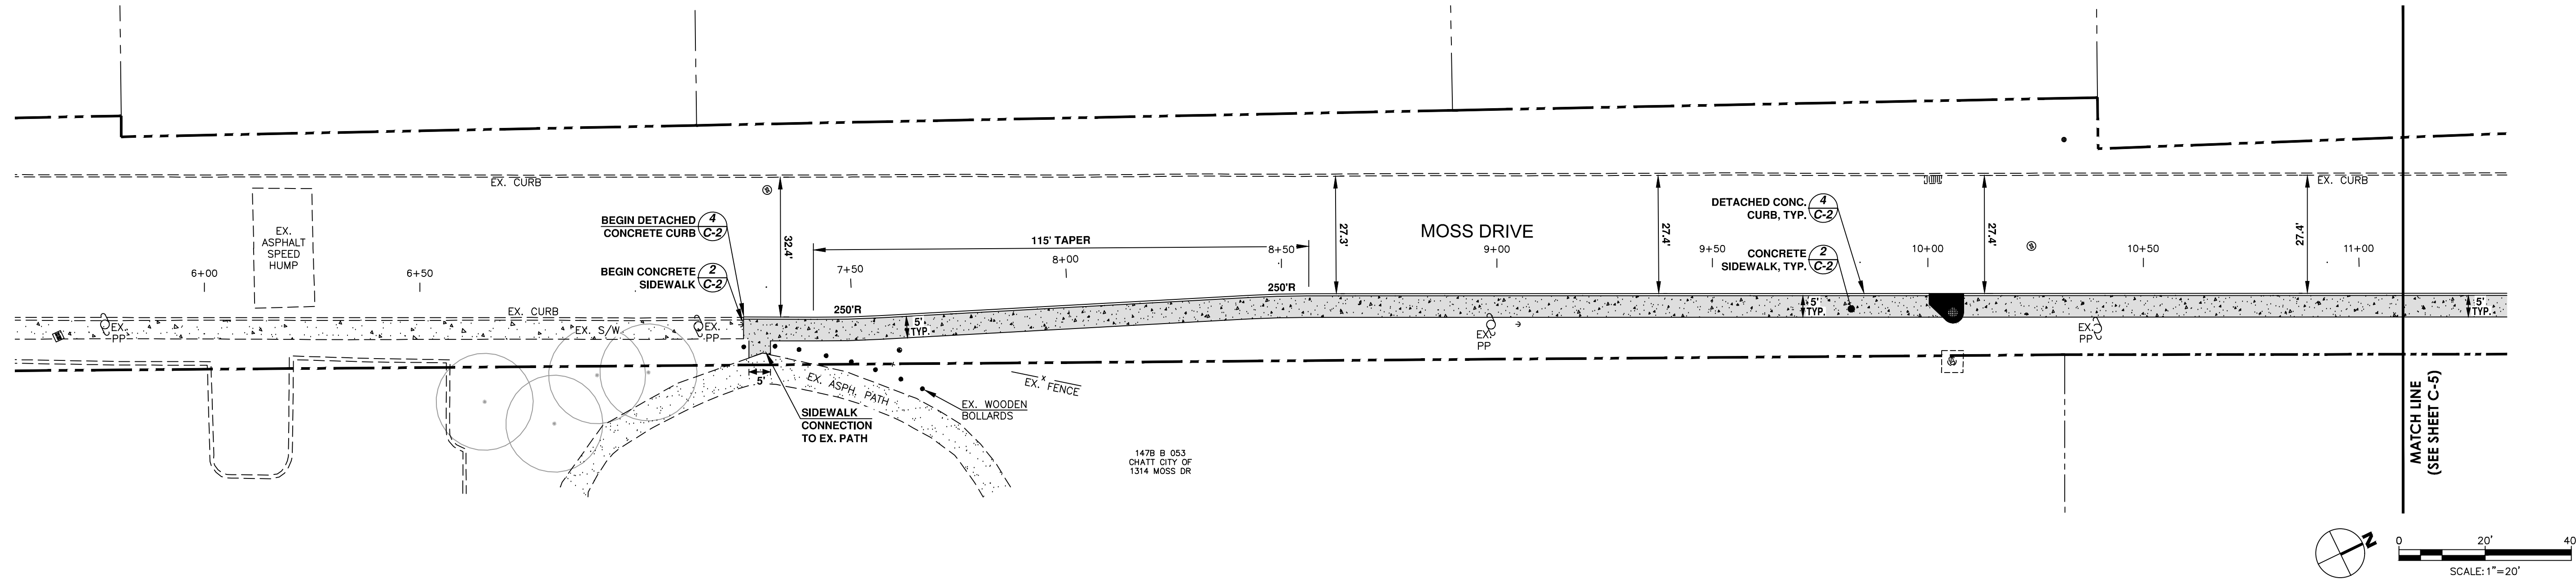 EX. CURB
EX.
ASPHALT
SPEED
HUMP
6+00
6+50
EX. CURB
EX. S/W
EX.
PP
EX.
PP
BEGIN DETACHED
CONCRETE CURB
4
C-2
BEGIN CONCRETE
SIDEWALK
2
C-2
32.4'
115' TAPER
7+50
8+00
8+50
250'R
250'R
5'
TYP.
27.3'
MOSS DRIVE
9+00
27.4'
9+50
DETACHED CONC.
CURB, TYP.
4
C-2
CONCRETE
SIDEWALK, TYP.
2
C-2
10+00
27.4'
10+50
27.4'
11+00
EX. CURB
5'
TYP.
5'
TYP.
EX.
PP
EX.
PP
5'
EX. ASPH. PATH
SIDEWALK
CONNECTION
TO EX. PATH
EX. WOODEN
BOLLARDS
x
EX. FENCE
147B B 053
CHATT CITY OF
1314 MOSS DR
MATCH LINE
(SEE SHEET C-5)
N
0
20'
40'
SCALE: 1"=20'